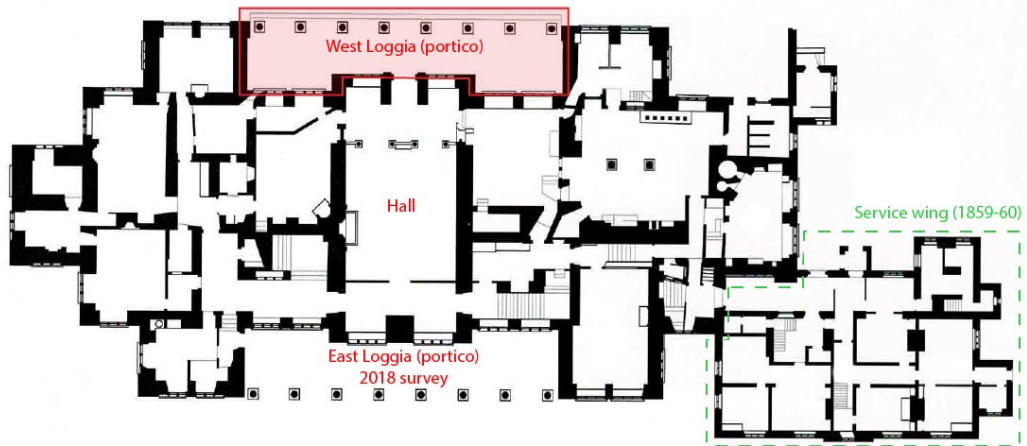 West Loggia (portico)
Hall
Service wing (1859-60)
East Loggia (portico)
2018 survey